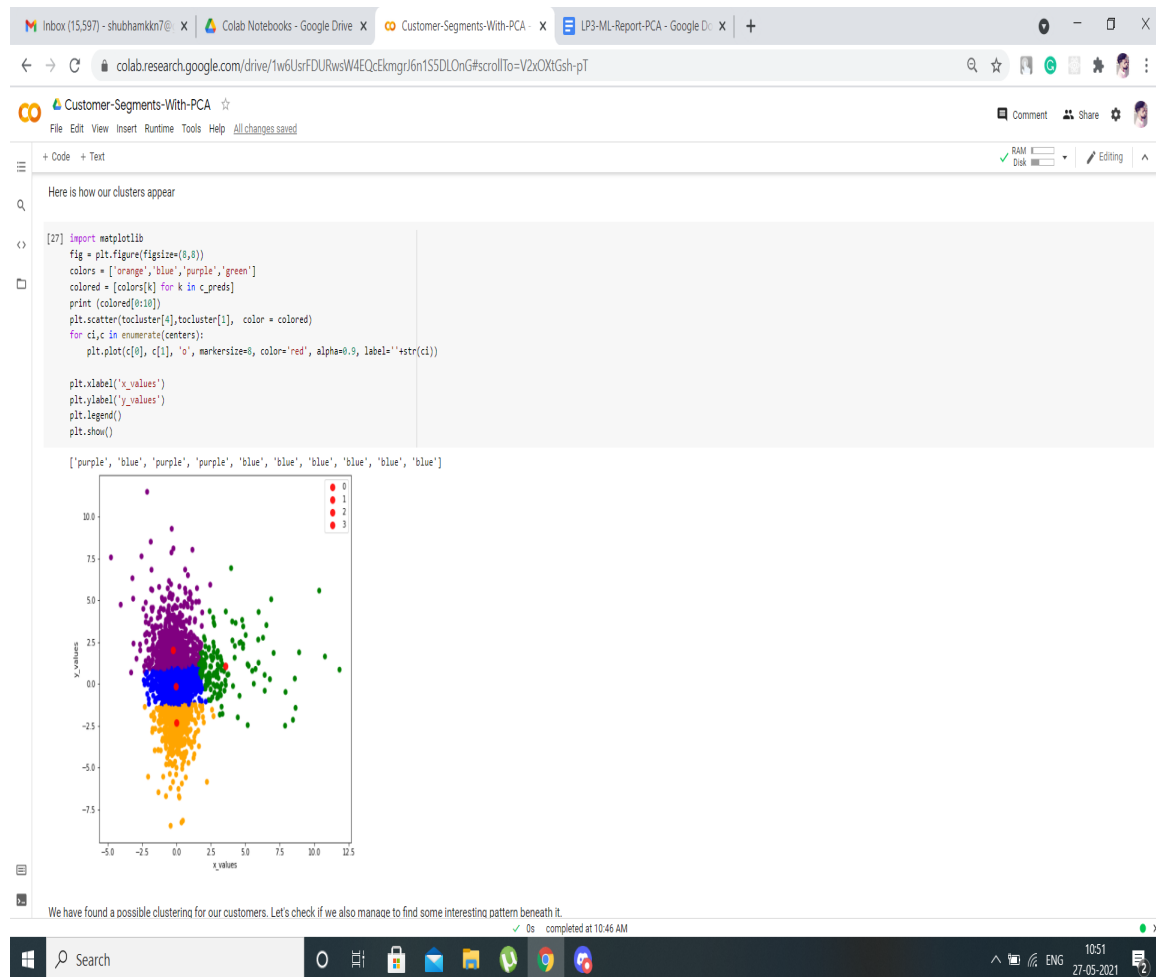 Inbox (15,597) - shubhamkkn7@g
Colab Notebooks - Google Drive
Customer-Segments-With-PCA -
LP3-ML-Report-PCA - Google Do
colab.research.google.com/drive/1w6UsrFDURwsW4EQcEkmgrJ6n1S5DLOnG#scrollTo=V2xOXtGsh-pT
Customer-Segments-With-PCA
Comment Share
File Edit View Insert Runtime Tools Help All changes saved
+ Code + Text
RAM
Disk
Editing
Here is how our clusters appear
[27] import matplotlib
fig = plt.figure(figsize=(8,8))
colors = ['orange','blue','purple','green']
colored = [colors[k] for k in c_preds]
print (colored[0:10])
plt.scatter(tocluster[4],tocluster[1], color = colored)
for ci,c in enumerate(centers):
plt.plot(c[0], c[1], 'o', markersize=8, color='red', alpha=0.9, label=''+str(ci))
plt.xlabel('x_values')
plt.ylabel('y_values')
plt.legend()
plt.show()
['purple', 'blue', 'purple', 'purple', 'blue', 'blue', 'blue', 'blue', 'blue', 'blue']
0
1
2
3
10.0
7.5
5.0
2.5
0.0
−2.5
−5.0
−7.5
y_values
−5.0 −2.5 0.0 2.5 5.0 7.5 10.0 12.5
x_values
We have found a possible clustering for our customers. Let's check if we also manage to find some interesting pattern beneath it.
0s completed at 10:46 AM
Search
ENG
10:51
27-05-2021
2